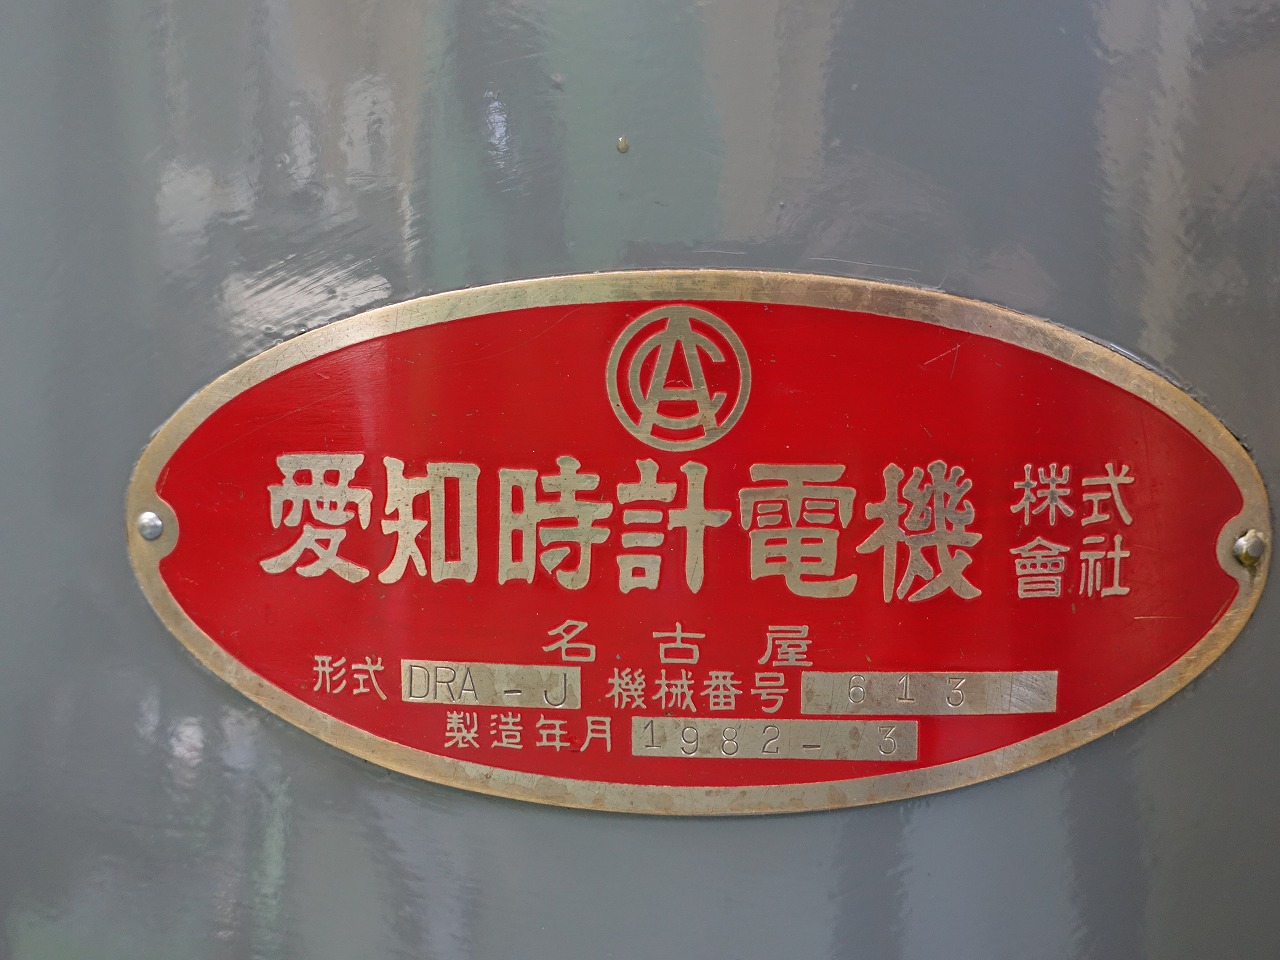 愛知時計電機 株式會社
名古屋
形式 DRA-J 機械番号 613
製造年月 1982-3